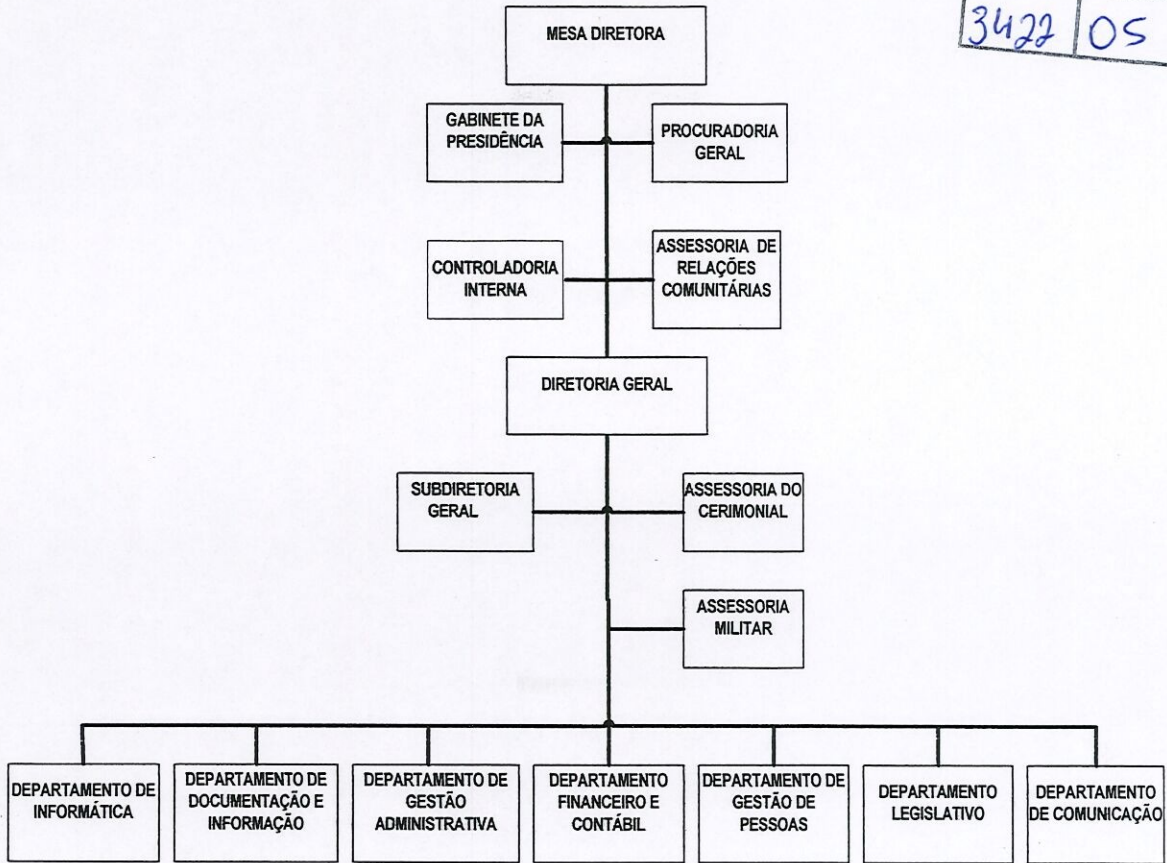 3422 05
MESA DIRETORA
GABINETE DA
PRESIDÊNCIA
PROCURADORIA
GERAL
CONTROLADORIA
INTERNA
ASSESSORIA DE
RELAÇÕES
COMUNITÁRIAS
DIRETORIA GERAL
SUBDIRETORIA
GERAL
ASSESSORIA DO
CERIMONIAL
ASSESSORIA
MILITAR
DEPARTAMENTO DE
INFORMÁTICA
DEPARTAMENTO DE
DOCUMENTAÇÃO E
INFORMAÇÃO
DEPARTAMENTO DE
GESTÃO
ADMINISTRATIVA
DEPARTAMENTO
FINANCEIRO E
CONTÁBIL
DEPARTAMENTO DE
GESTÃO DE
PESSOAS
DEPARTAMENTO
LEGISLATIVO
DEPARTAMENTO
DE COMUNICAÇÃO